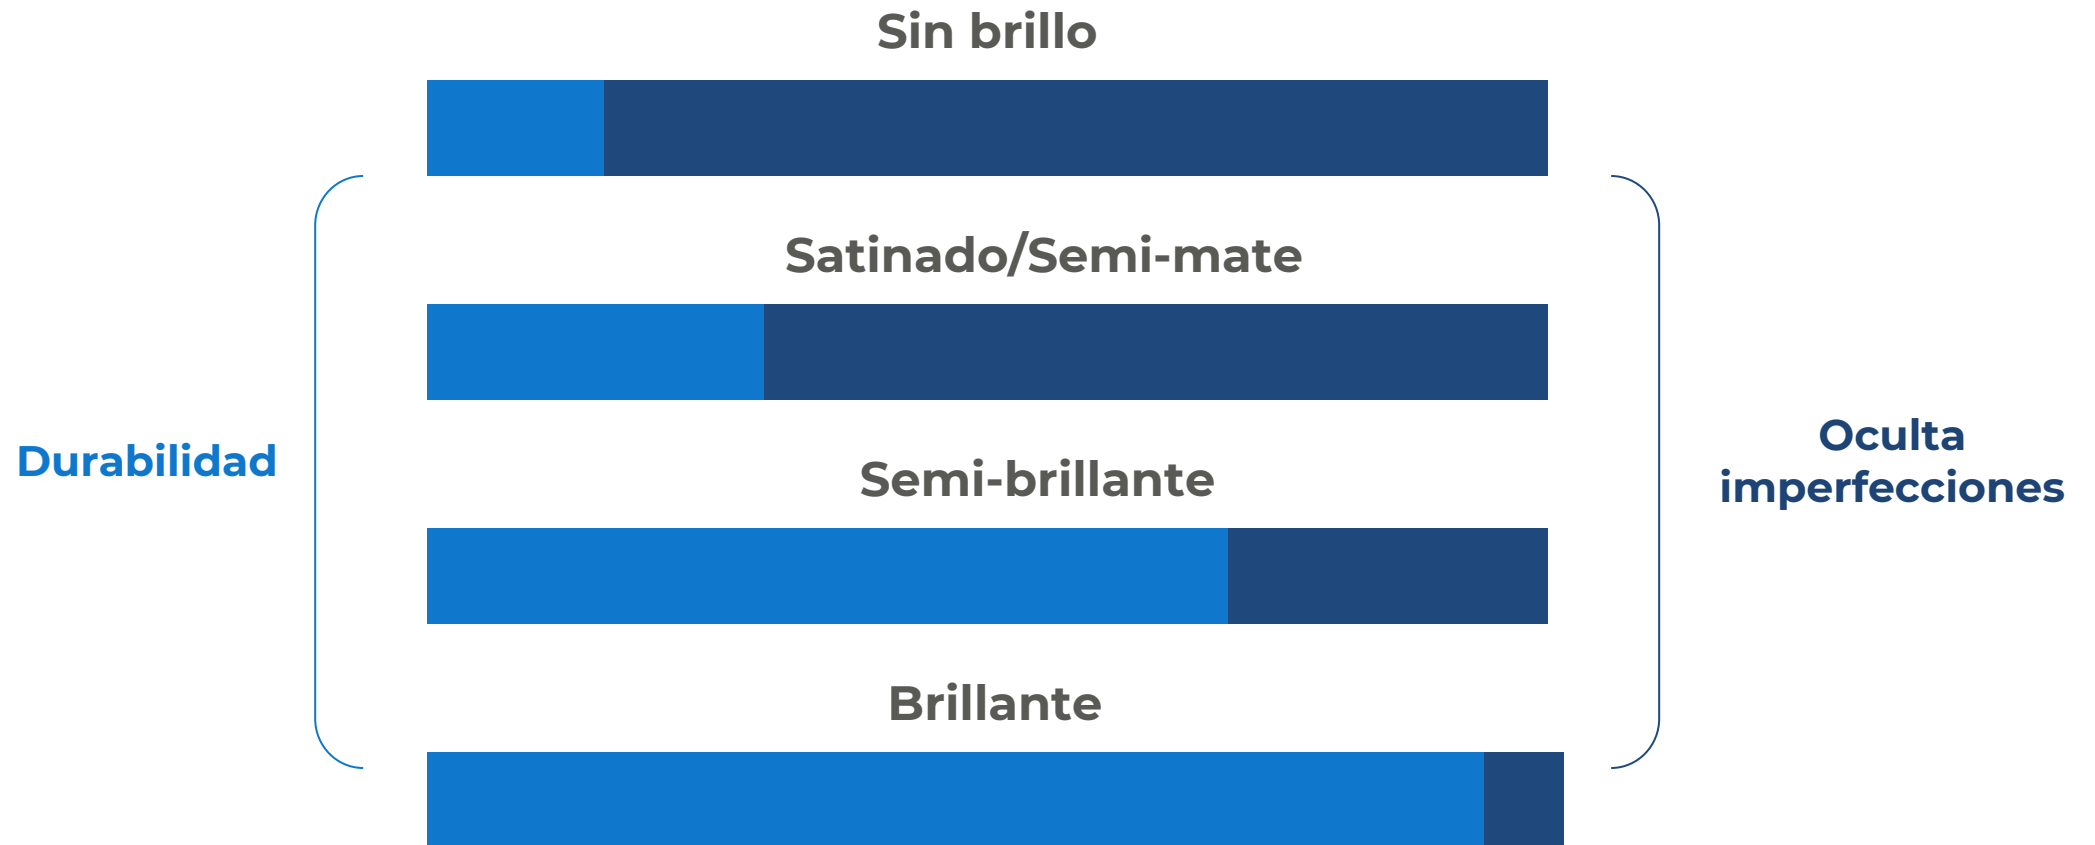 Sin brillo
Satinado/Semi-mate
Durabilidad
Oculta
imperfecciones
Semi-brillante
Brillante